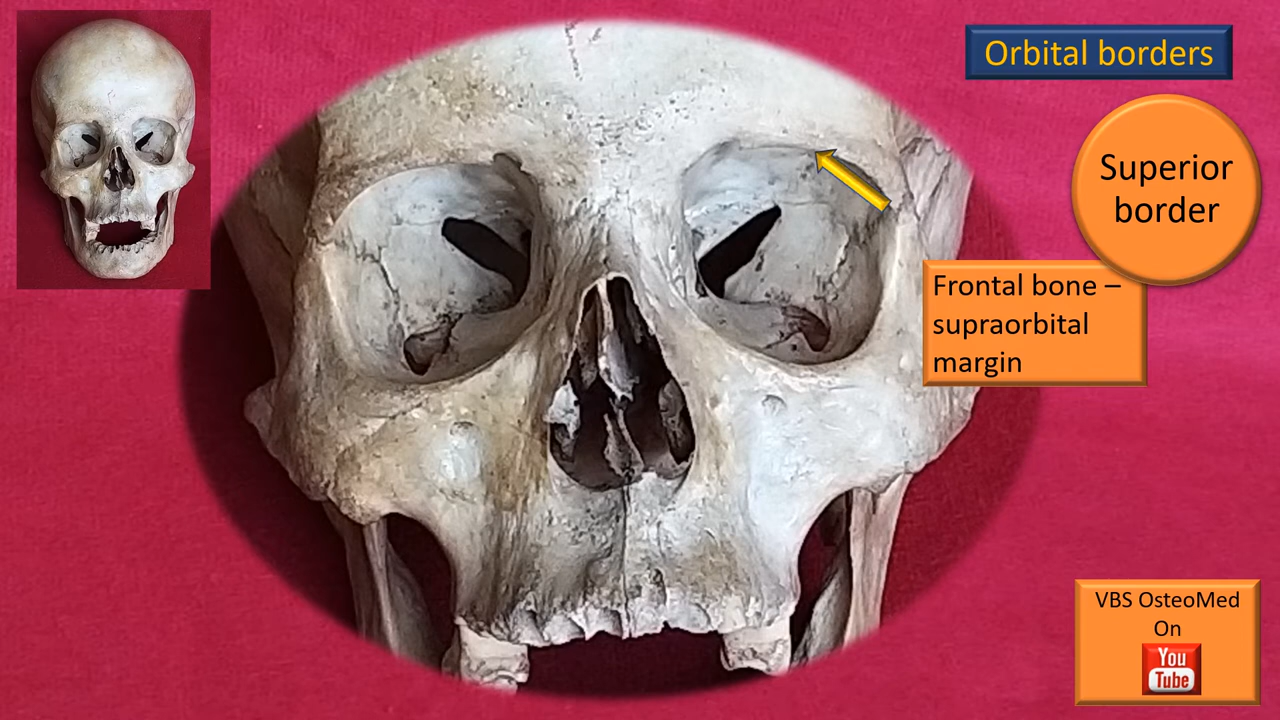 Orbital borders
Superior
border
Frontal bone –
supraorbital
margin
VBS OsteoMed
On
You
Tube